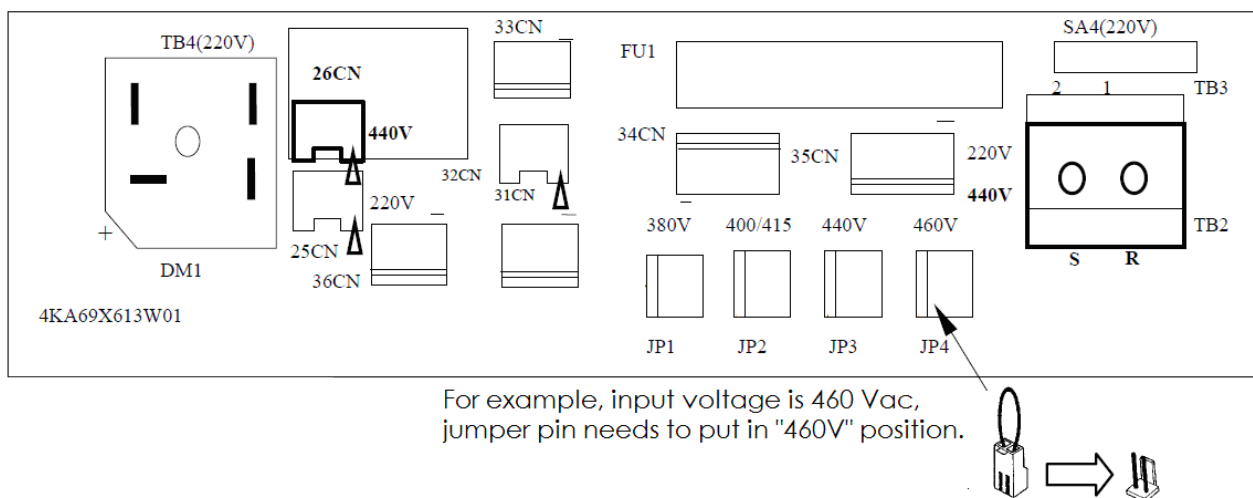 33CN
TB4(220V)
SA4(220V)
FU1
26CN
2 1 TB3
440V
34CN
35CN 220V
32CN
31CN 440V
220V
380V 400/415 440V 460V TB2
25CN
S R
DM1 36CN
+
4KA69X613W01
JP1 JP2 JP3 JP4
For example, input voltage is 460 Vac,
jumper pin needs to put in "460V" position.